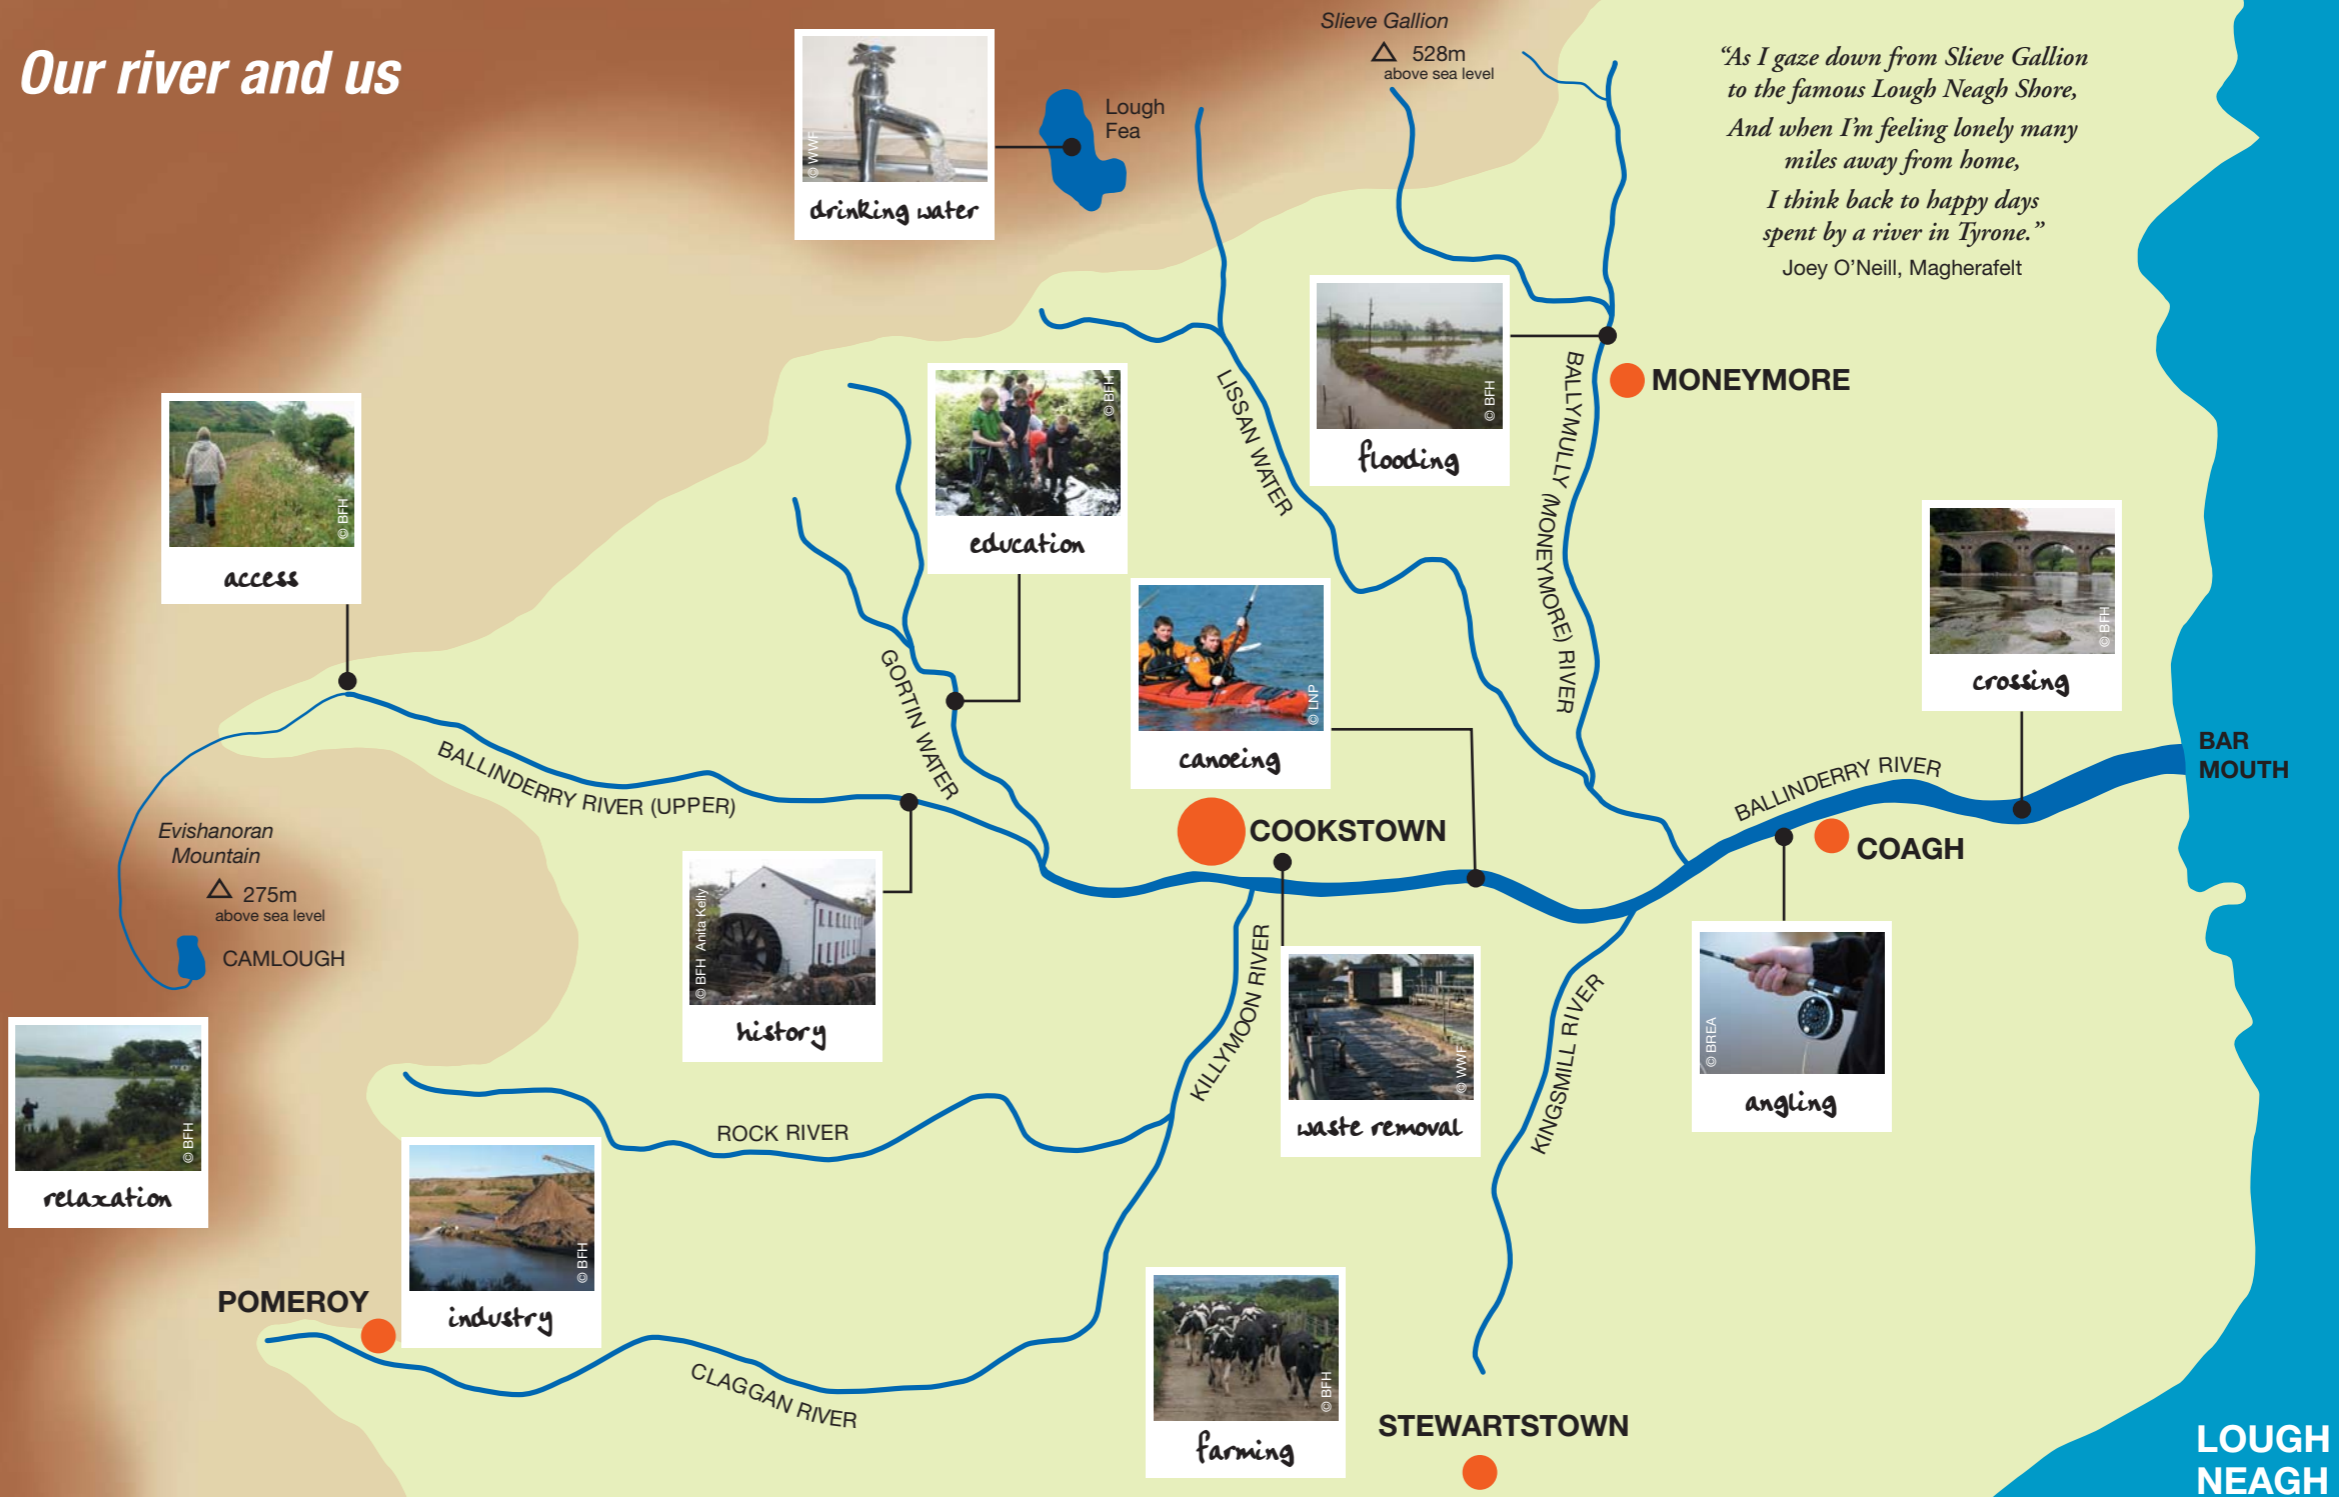 Our river and us
Slieve Gallion
528m
above sea level
“As I gaze down from Slieve Gallion
to the famous Lough Neagh Shore,
And when I’m feeling lonely many
miles away from home,
I think back to happy days
spent by a river in Tyrone.”
Joey O’Neill, Magherafelt
© WWF
drinking water
Lough
Fea
© BFH
flooding
MONEYMORE
LISSAN WATER
BALLYMULLY (MONEYMORE) RIVER
© BFH
education
© BFH
access
© LNP
canoeing
© BFH
crossing
GORTIN WATER
BALLINDERRY RIVER (UPPER)
BALLINDERRY RIVER
BAR
MOUTH
Evishanoran
Mountain
275m
above sea level
CAMLOUGH
COOKSTOWN
COAGH
© BFH Anita Kelly
history
KILLYMOON RIVER
© WWF
waste removal
KINGSMILL RIVER
© BREA
angling
© BFH
relaxation
ROCK RIVER
© BFH
industry
POMEROY
CLAGGAN RIVER
© BFH
farming
STEWARTSTOWN
LOUGH
NEAGH